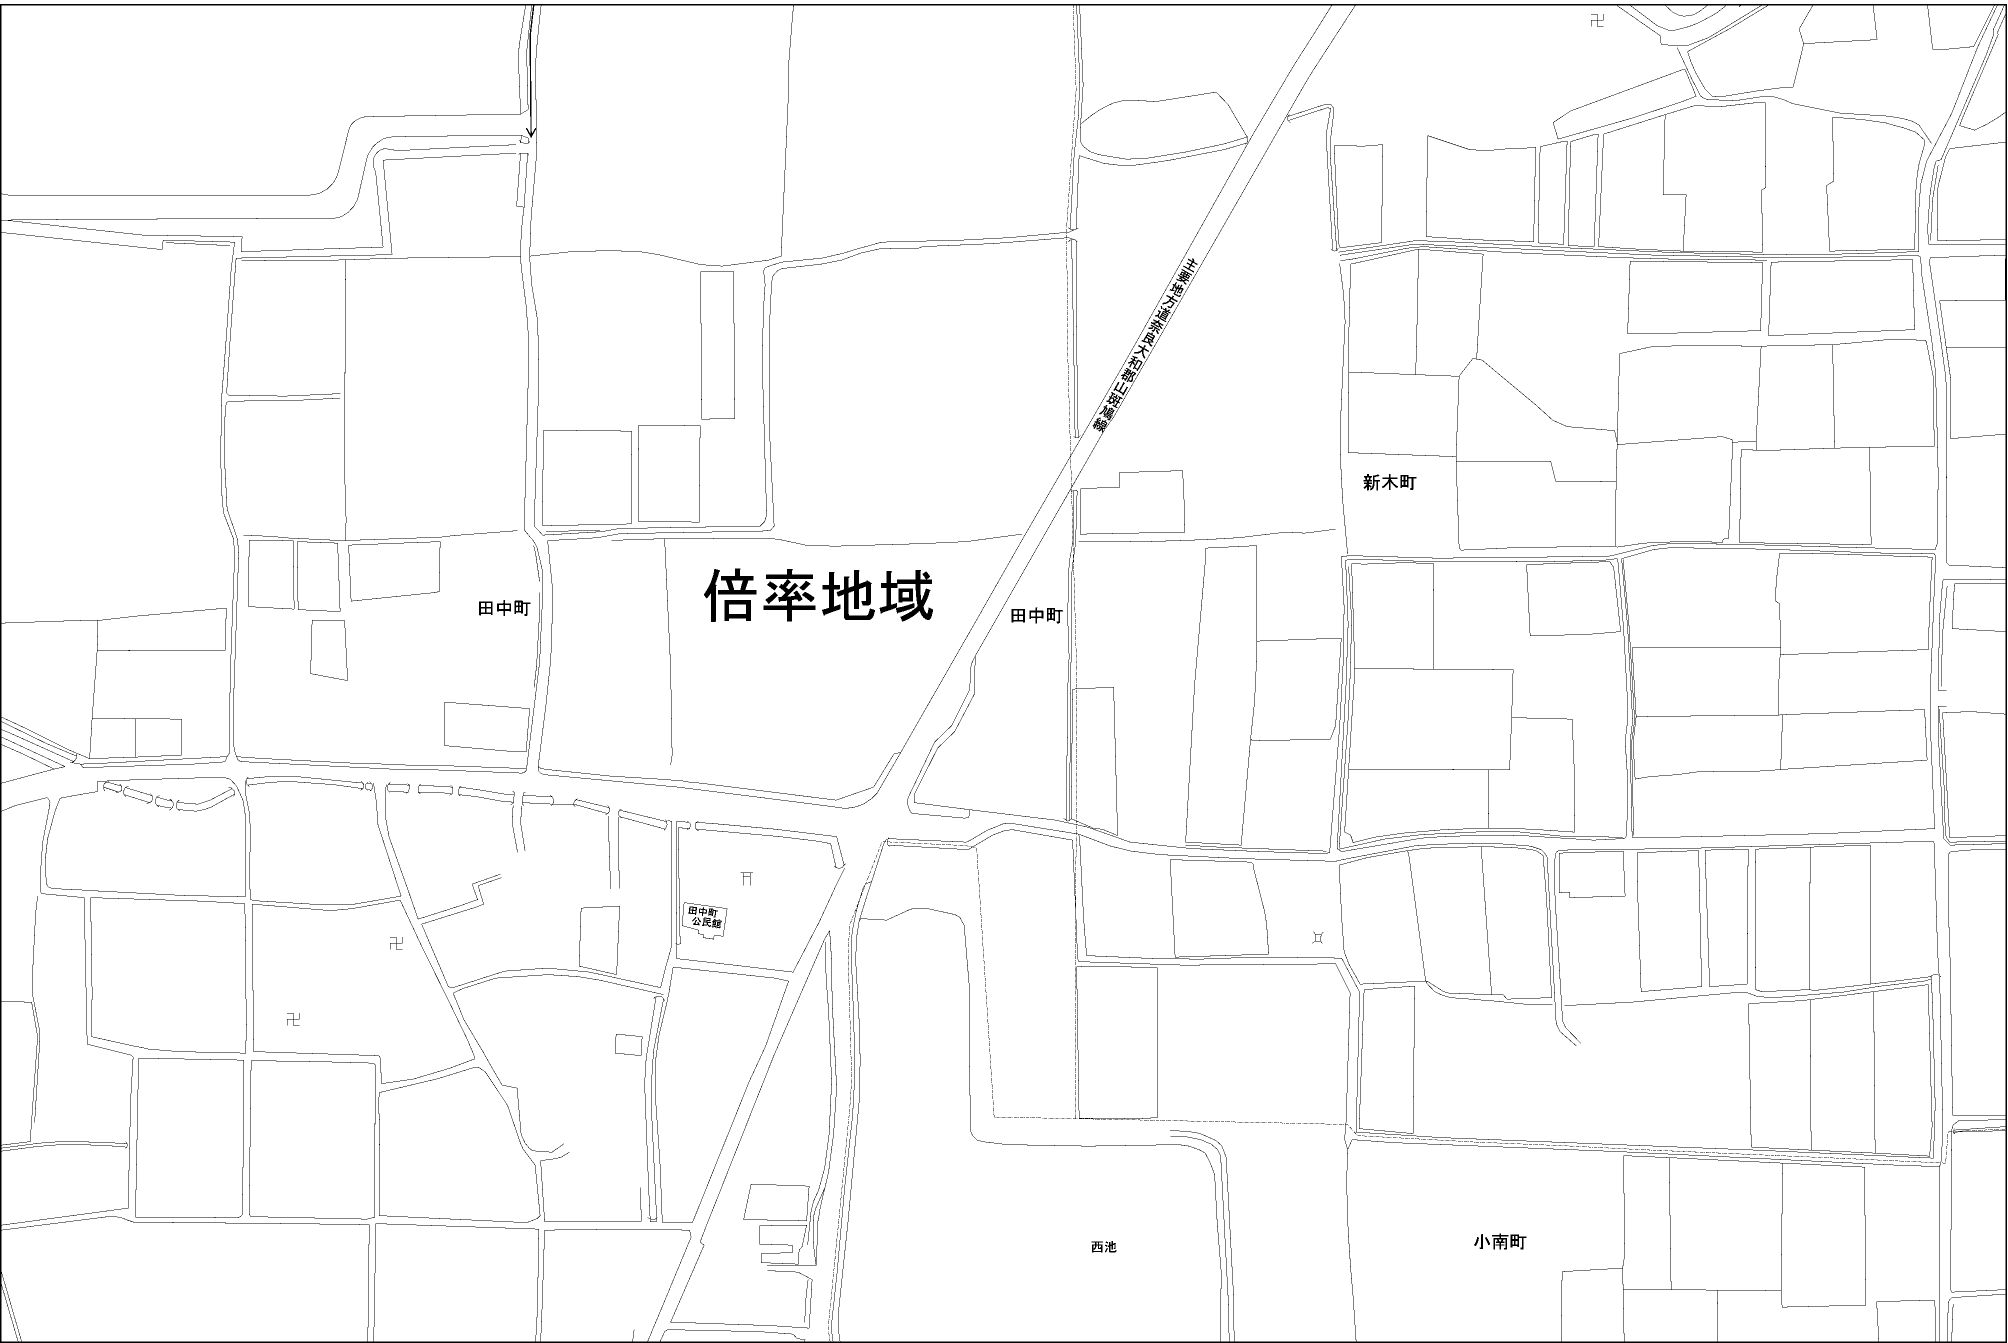 主要地方道奈良大和郡山斑鳩線
新木町
倍率地域
田中町
田中町
田中町
公民館
西池
小南町